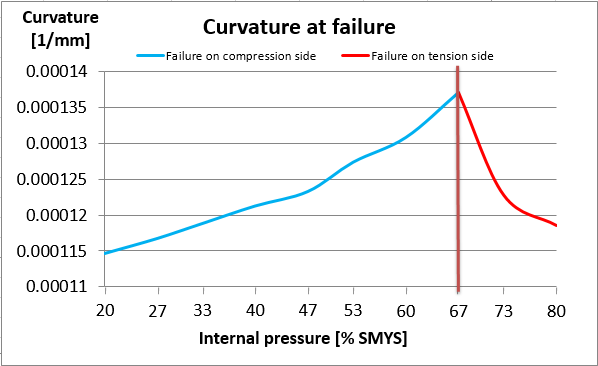 Curvature
[1/mm]
Curvature at failure
Failure on compression side
Failure on tension side
0.00014
0.000135
0.00013
0.000125
0.00012
0.000115
0.00011
20 27 33 40 47 53 60 67 73 80
Internal pressure [% SMYS]